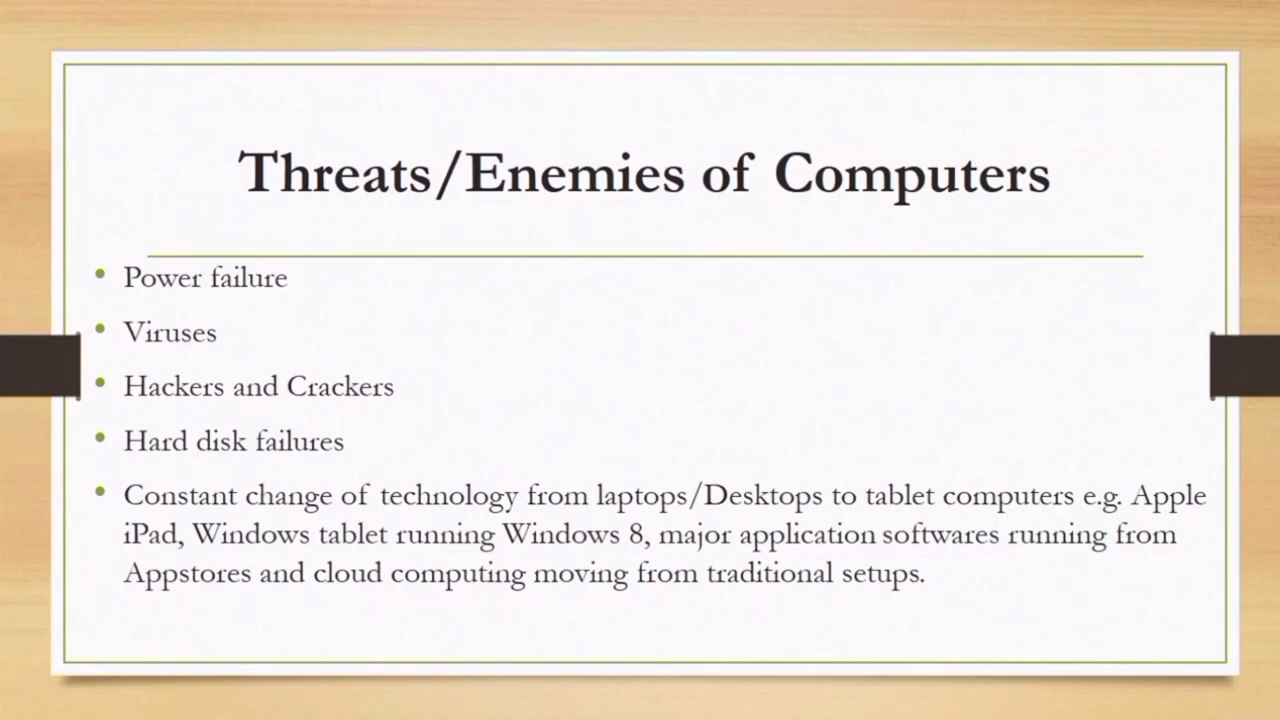 Threats/Enemies of Computers
• Power failure
• Viruses
• Hackers and Crackers
• Hard disk failures
• Constant change of technology from laptops/Desktops to tablet computers e.g. Apple
iPad, Windows tablet running Windows 8, major application softwares running from
Appstores and cloud computing moving from traditional setups.